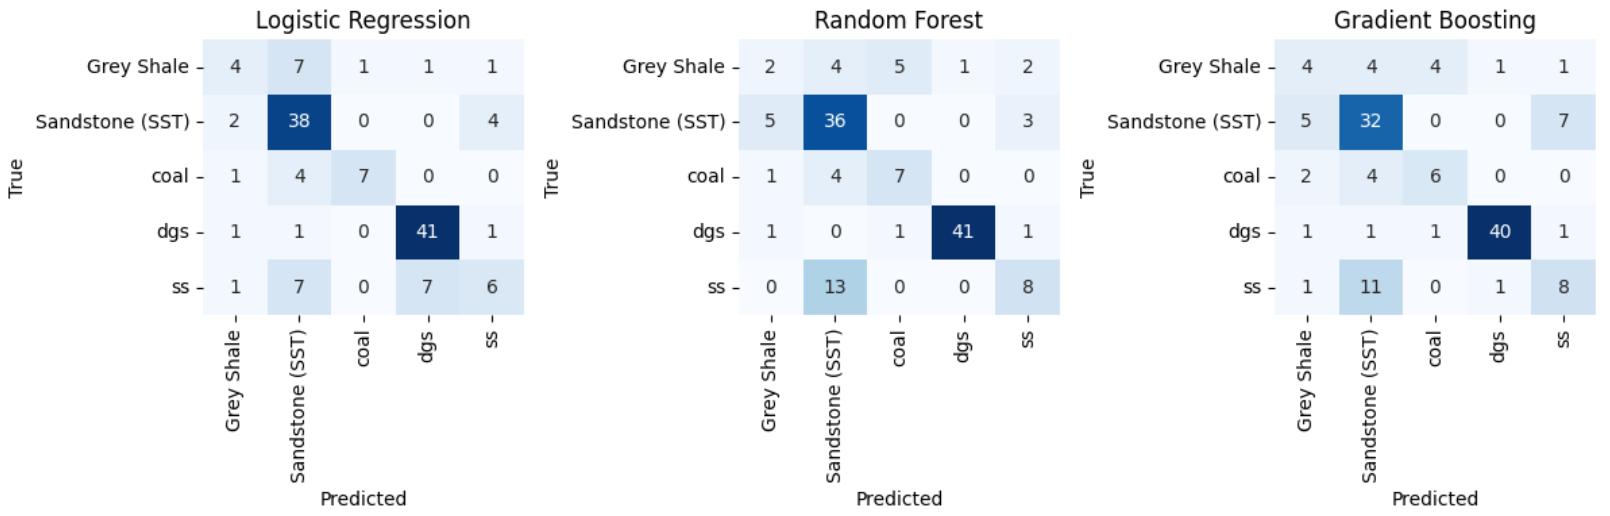 Logistic Regression
True
Grey Shale 4 7 1 1 1
Sandstone (SST) 2 38 0 0 4
coal 1 4 7 0 0
dgs 1 1 0 41 1
ss 1 7 0 7 6
Grey Shale
Sandstone (SST)
coal
dgs
ss
Predicted
Random Forest
True
Grey Shale 2 4 5 1 2
Sandstone (SST) 5 36 0 0 3
coal 1 4 7 0 0
dgs 1 0 1 41 1
ss 0 13 0 0 8
Grey Shale
Sandstone (SST)
coal
dgs
ss
Predicted
Gradient Boosting
True
Grey Shale 4 4 4 1 1
Sandstone (SST) 5 32 0 0 7
coal 2 4 6 0 0
dgs 1 1 1 40 1
ss 1 11 0 1 8
Grey Shale
Sandstone (SST)
coal
dgs
ss
Predicted